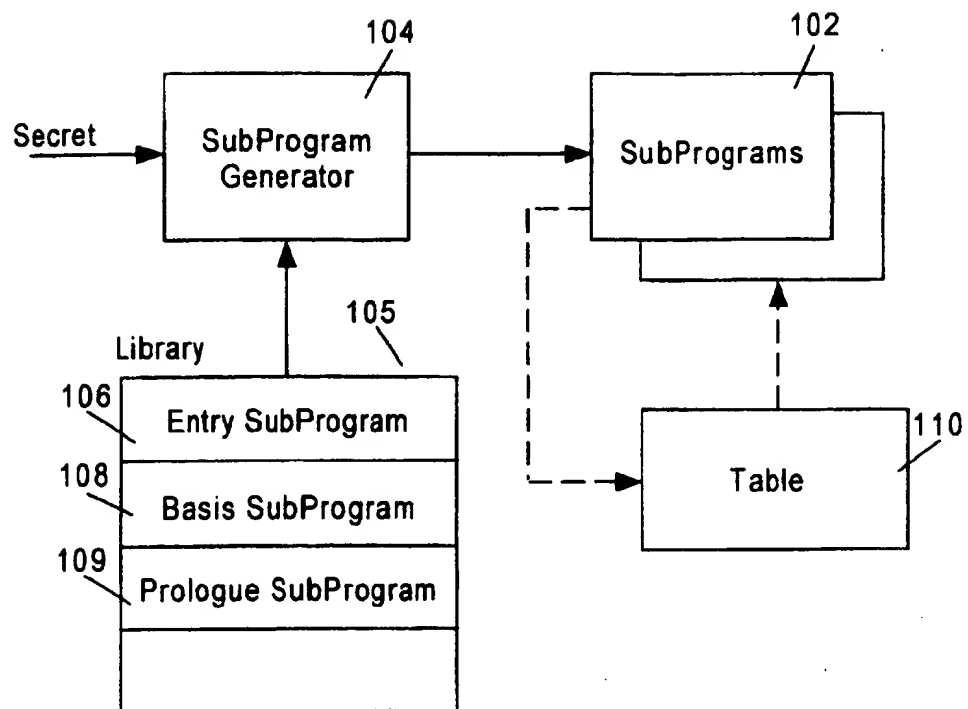 104
102
Secret
SubProgram
Generator
SubPrograms
105
Library
106
Entry SubProgram
110
108
Basis SubProgram
Table
109
Prologue SubProgram